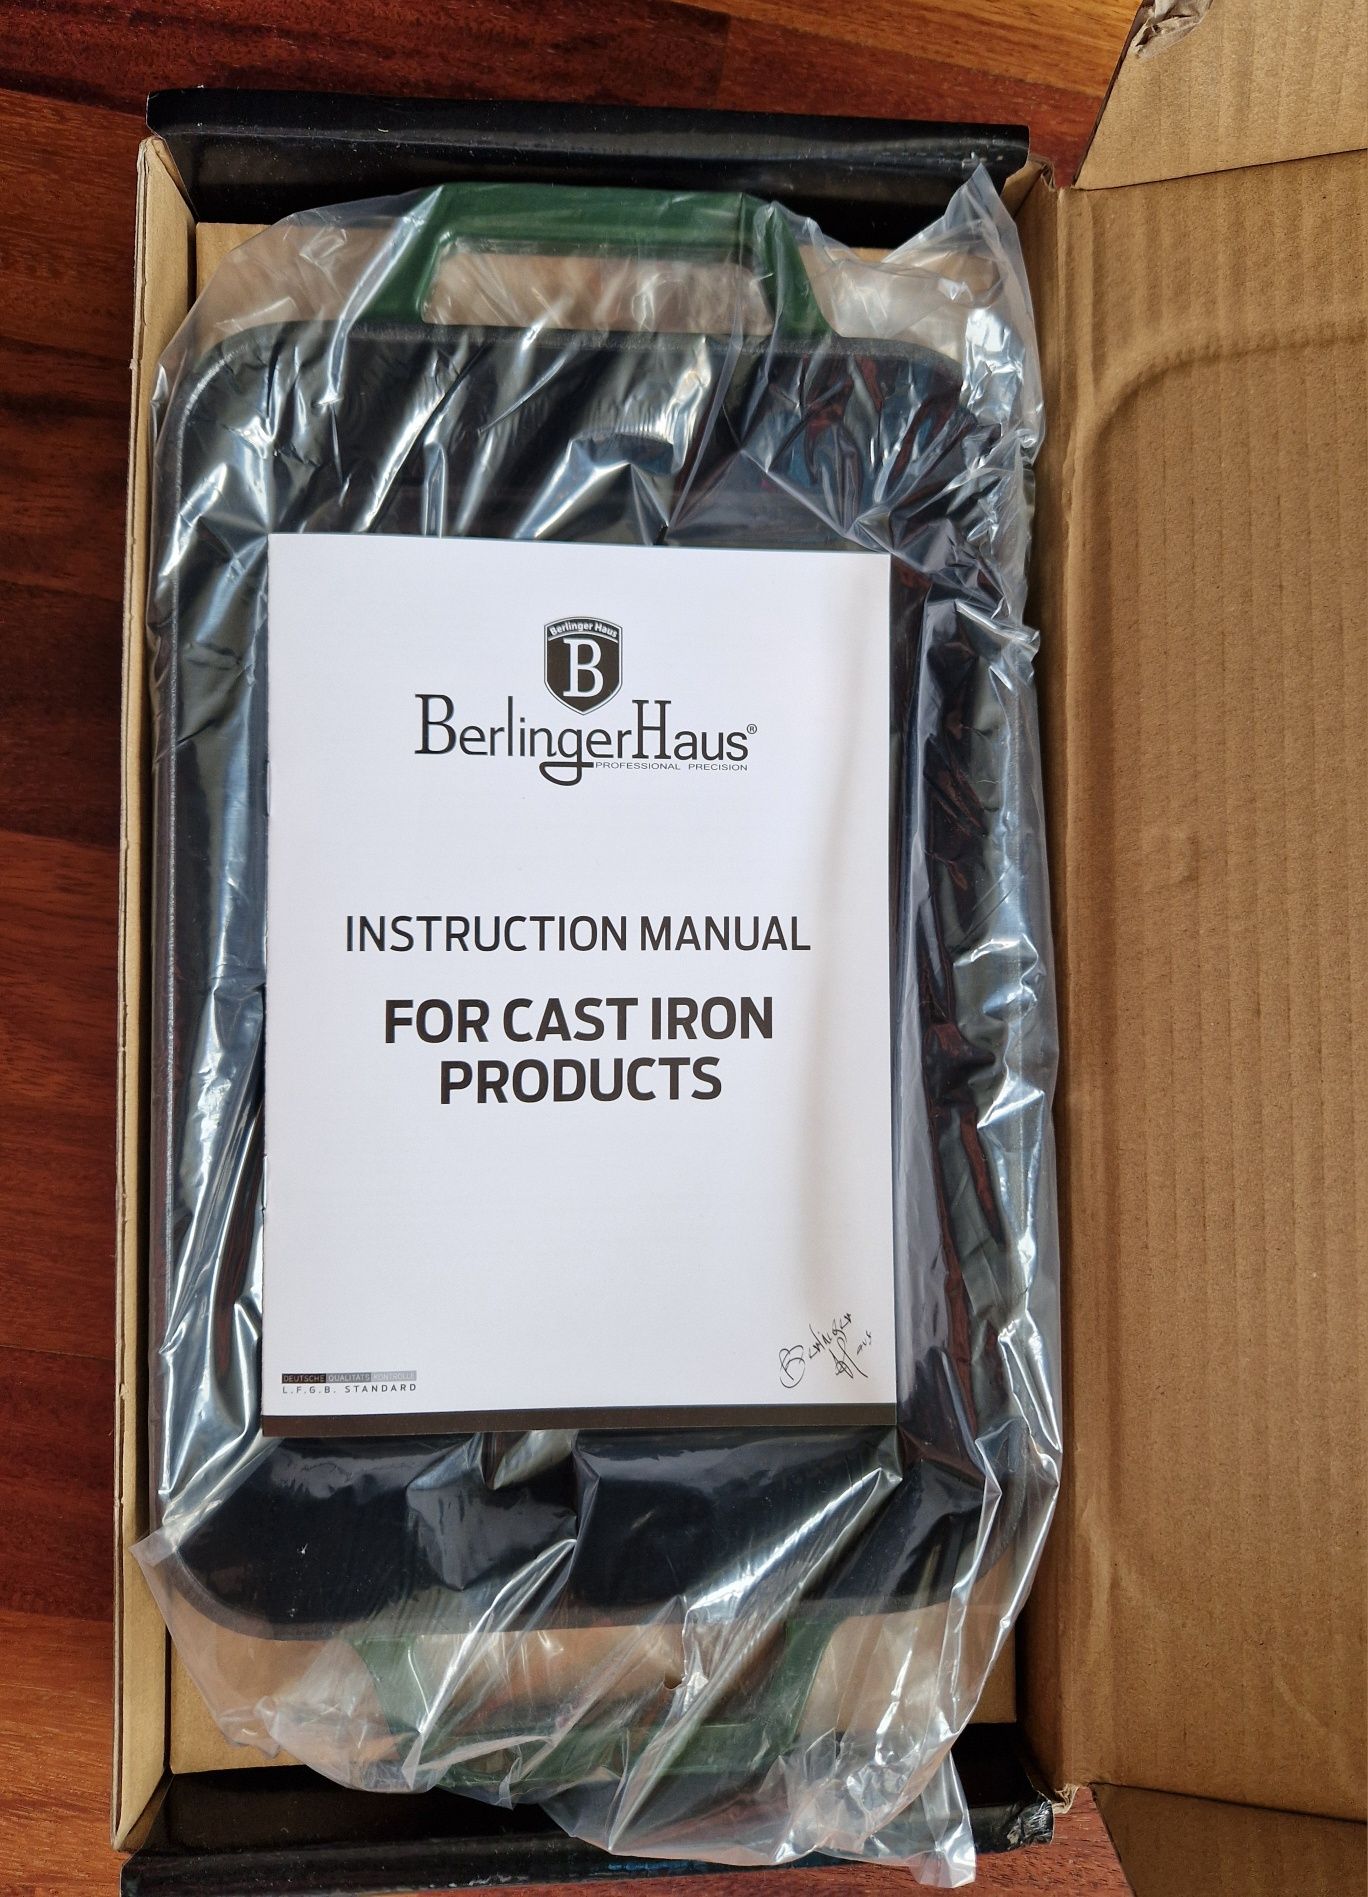 Berlinger Haus
B
BerlingerHaus®
PROFESSIONAL PRECISION
INSTRUCTION MANUAL
FOR CAST IRON
PRODUCTS
DEUTSCHE QUALITÄTS KONTROLLE
L.F.G.B. STANDARD